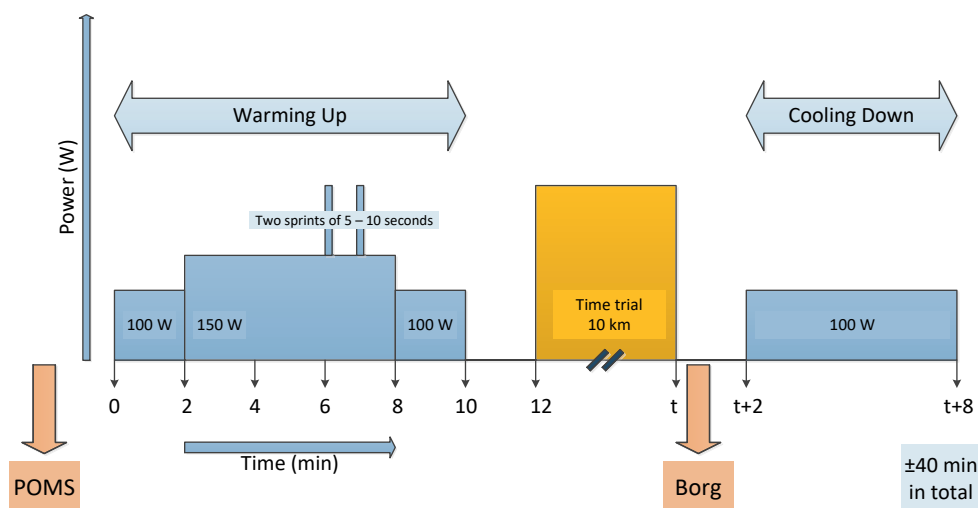 Power (W)
Warming Up
Cooling Down
Two sprints of 5 – 10 seconds
100 W
150 W
100 W
Time trial
10 km
100 W
0
2
4
6
8
10
12
t
t+2
t+8
Time (min)
POMS
Borg
±40 min
in total